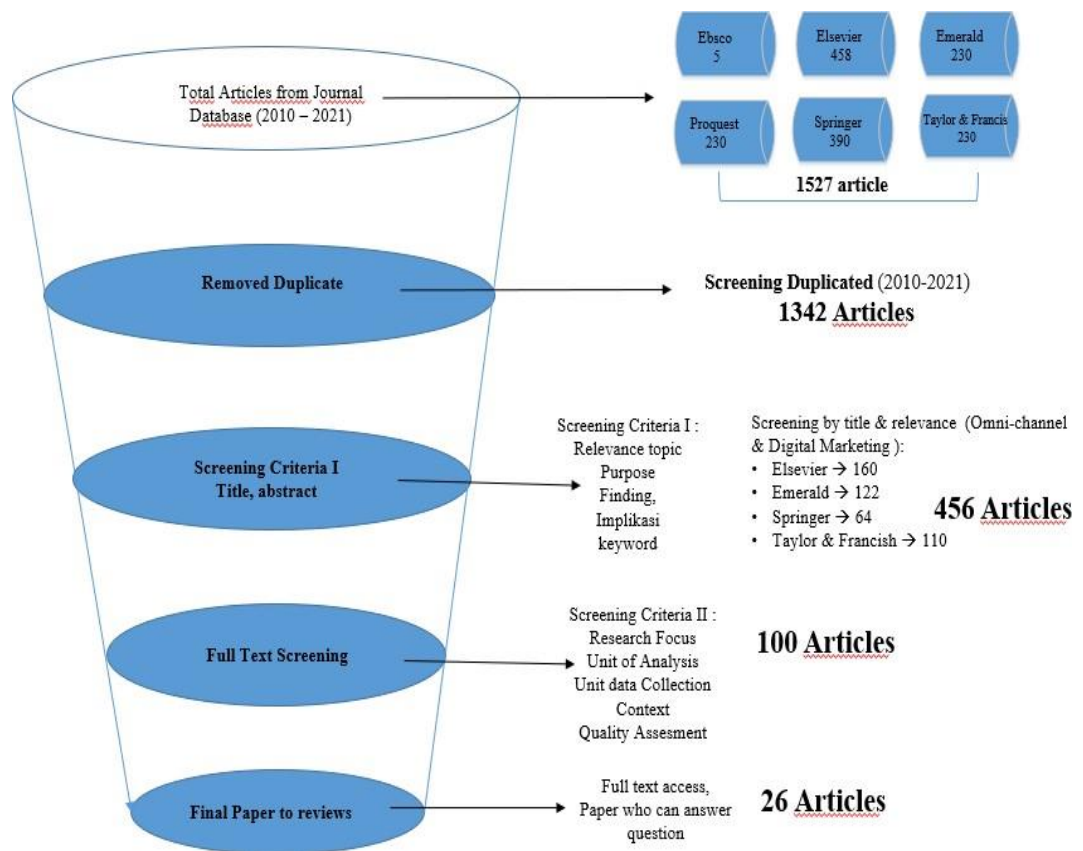 Total Articles from Journal
Database (2010 – 2021)
Ebsco
5
Elsevier
458
Emerald
230
Proquest
230
Springer
390
Taylor & Francis
230
1527 article
Removed Duplicate
Screening Duplicated (2010-2021)
1342 Articles
Screening Criteria I
Title, abstract
Screening Criteria I :
Relevance topic
Purpose
Finding,
Implikasi
keyword
Screening by title & relevance (Omni-channel
& Digital Marketing ):
• Elsevier → 160
• Emerald → 122
• Springer → 64
• Taylor & Francish → 110
456 Articles
Full Text Screening
Screening Criteria II :
Research Focus
Unit of Analysis
Unit data Collection
Context
Quality Assesment
100 Articles
Final Paper to reviews
Full text access,
Paper who can answer
question
26 Articles